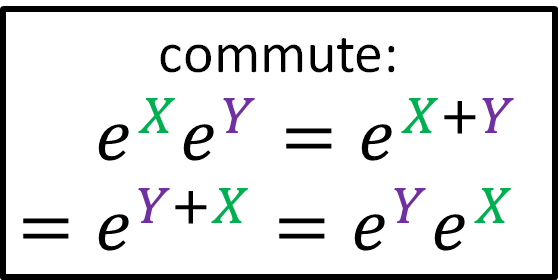 commute:
e^X e^Y = e^{X+Y}
= e^{Y+X} = e^Y e^X